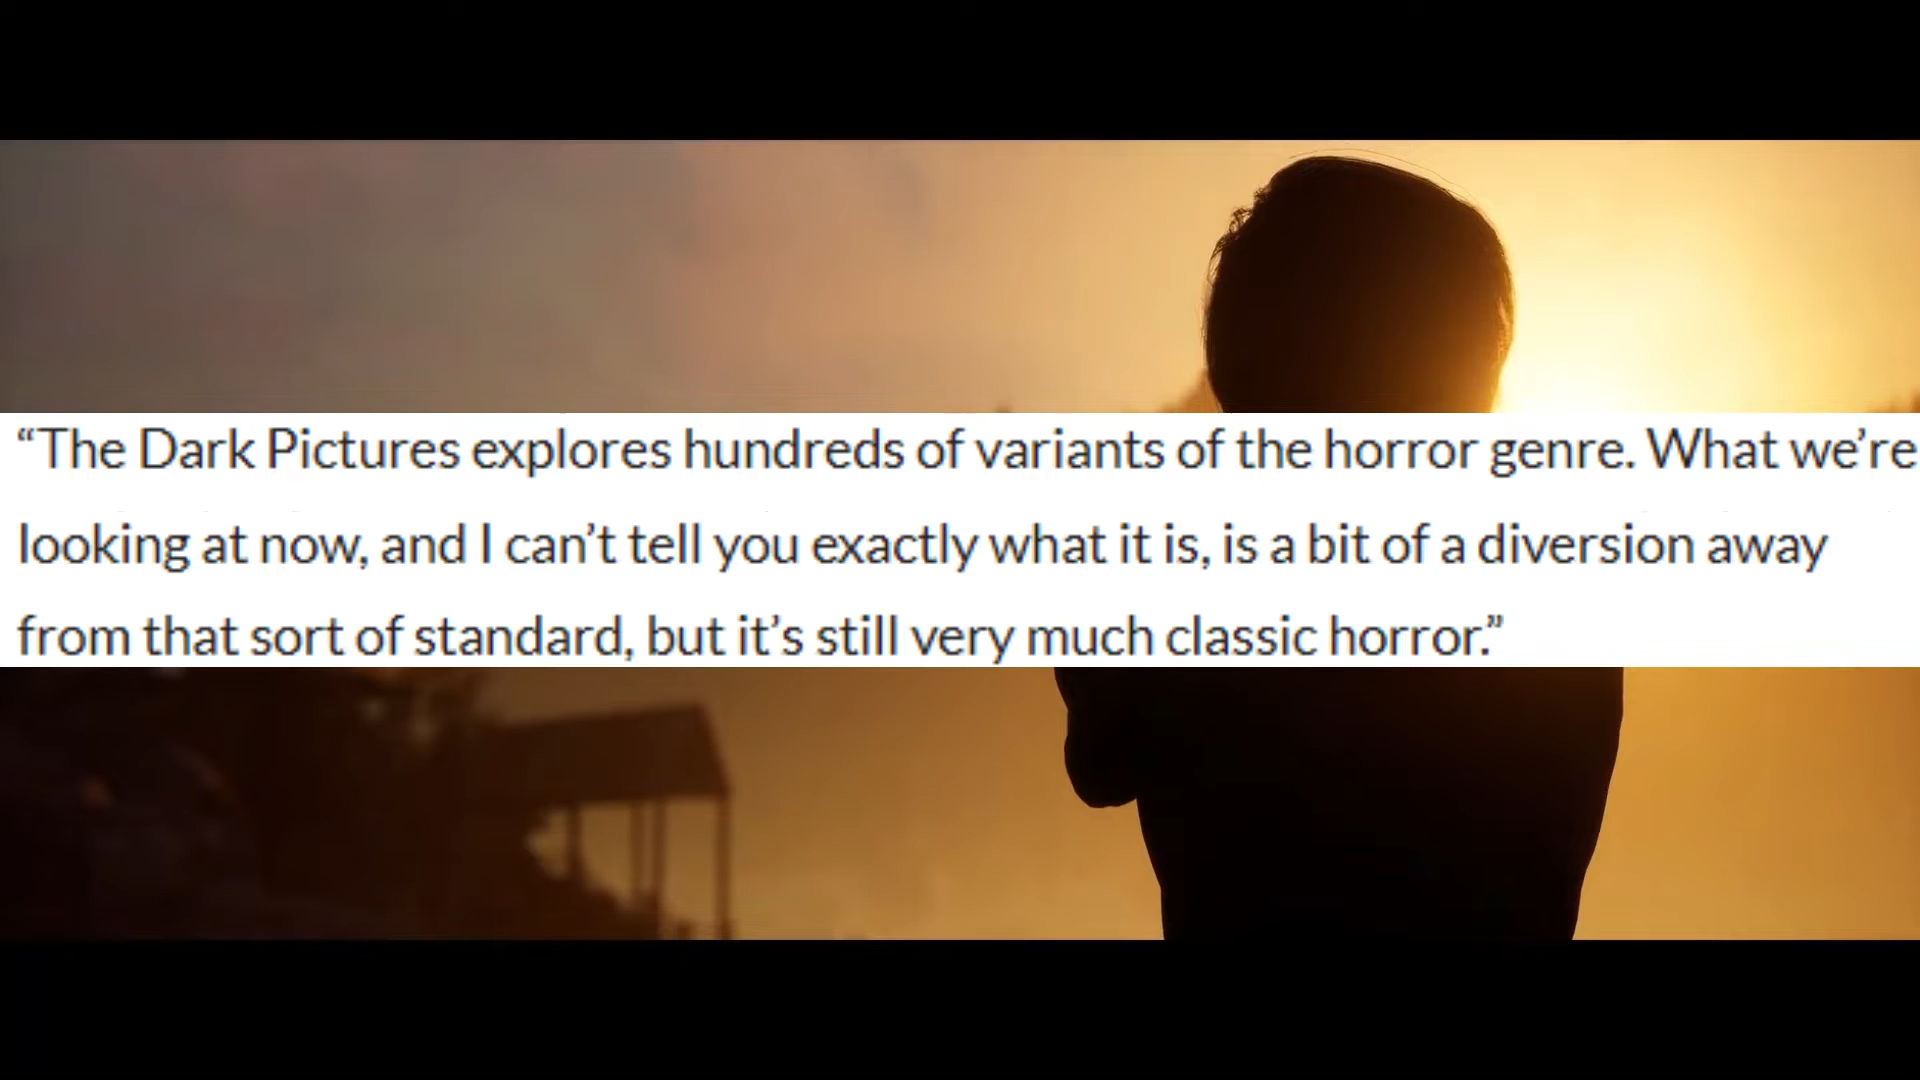 “The Dark Pictures explores hundreds of variants of the horror genre. What we’re
looking at now, and I can’t tell you exactly what it is, is a bit of a diversion away
from that sort of standard, but it’s still very much classic horror.”